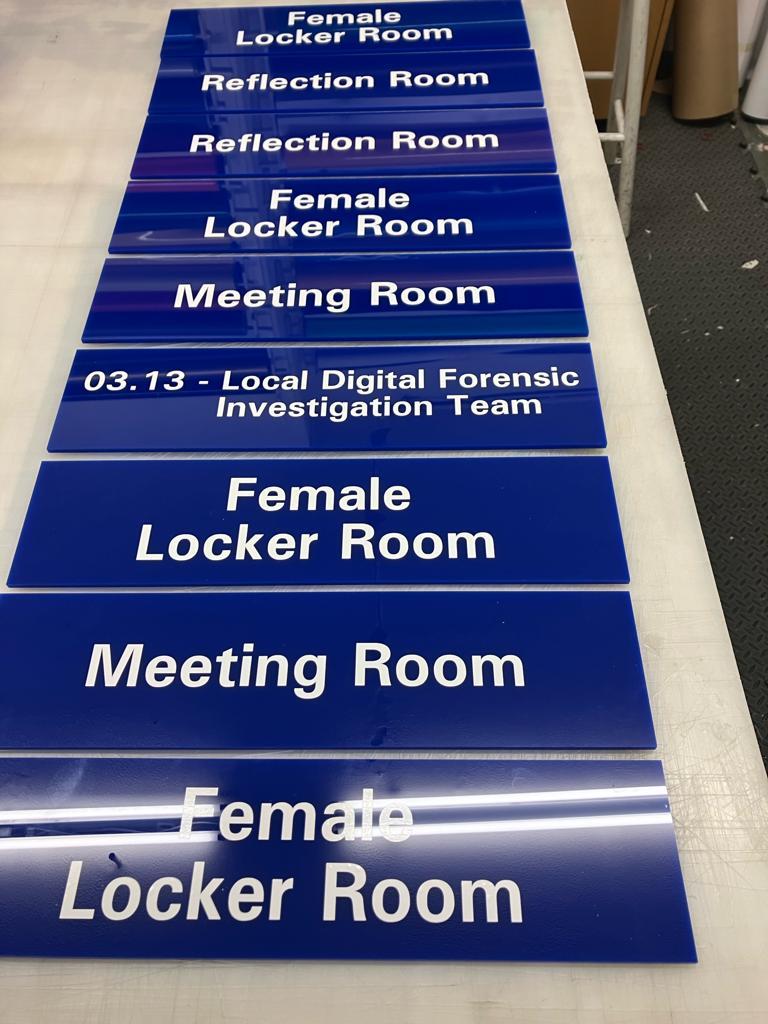 Female
Locker Room
Reflection Room
Reflection Room
Female
Locker Room
Meeting Room
03.13 - Local Digital Forensic
Investigation Team
Female
Locker Room
Meeting Room
Female
Locker Room